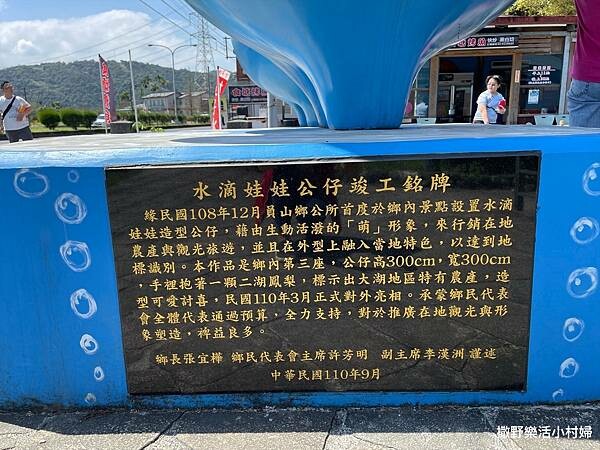 水滴娃娃公仔竣工銘牌
緣民國108年12月員山鄉公所首度於鄉內景點設置水滴
娃娃造型公仔，藉由生動活潑的「萌」形象，來行銷在地
農產與觀光旅遊，並且在外型上融入當地特色，以達到地
標識別。本作品是鄉內第三座，公仔高300cm，寬300cm
，手裡抱著一顆二湖鳳梨，標示出大湖地區特有農產，造
型可愛討喜，民國110年3月正式對外亮相。承蒙鄉民代表
會全體代表通過預算，全力支持，對於推廣在地觀光與形
象塑造，裨益良多。
鄉長張宜樺 鄉民代表會主席許芳明 副主席李漢洲 謹述
中華民國110年9月
撒野樂活小村婦